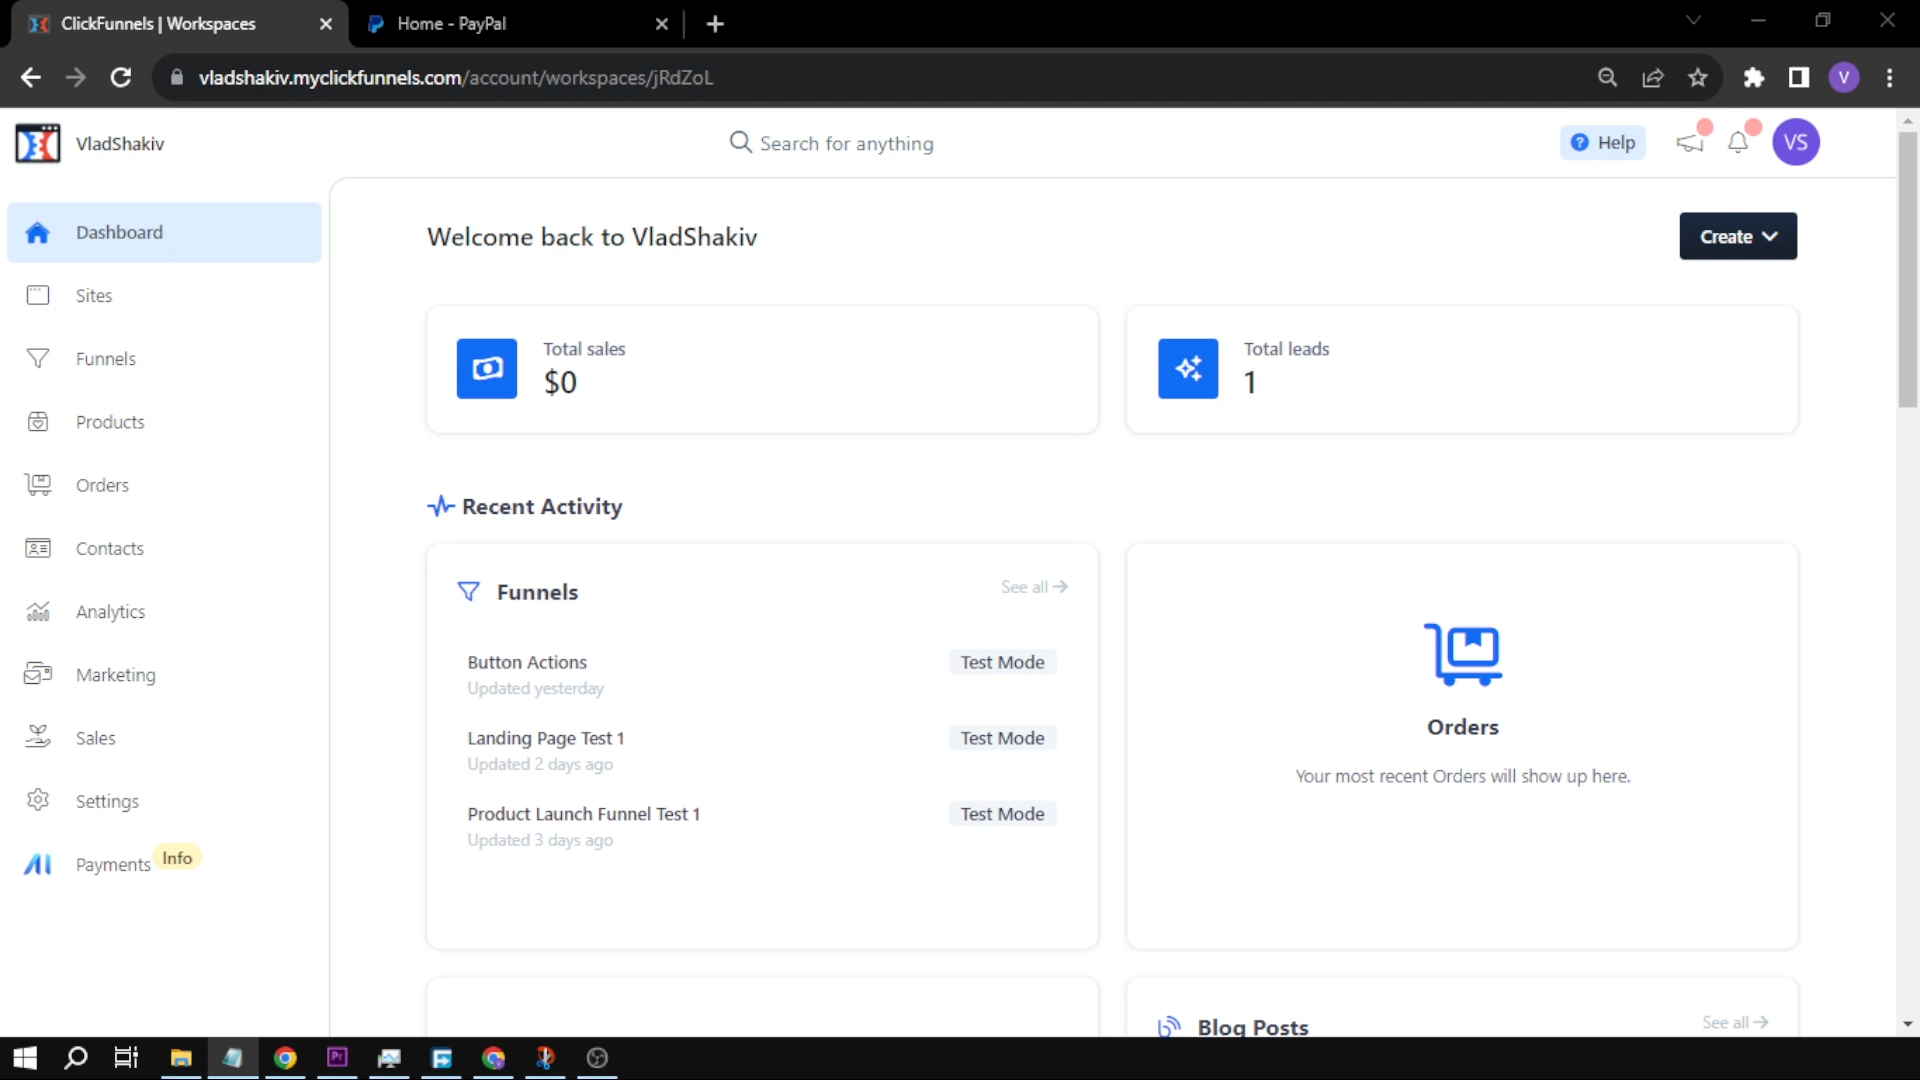 ClickFunnels | Workspaces
Home - PayPal
vladshakiv.myclickfunnels.com/account/workspaces/jRdZoL
V
VladShakiv
Search for anything
? Help
VS
Dashboard
Sites
Funnels
Products
Orders
Contacts
Analytics
Marketing
Sales
Settings
Payments Info
Welcome back to VladShakiv
Create
Total sales
$0
Total leads
1
Recent Activity
Funnels
See all →
Button Actions
Test Mode
Updated yesterday
Landing Page Test 1
Test Mode
Updated 2 days ago
Product Launch Funnel Test 1
Test Mode
Updated 3 days ago
Orders
Your most recent Orders will show up here.
Blog Posts
See all →
Pr